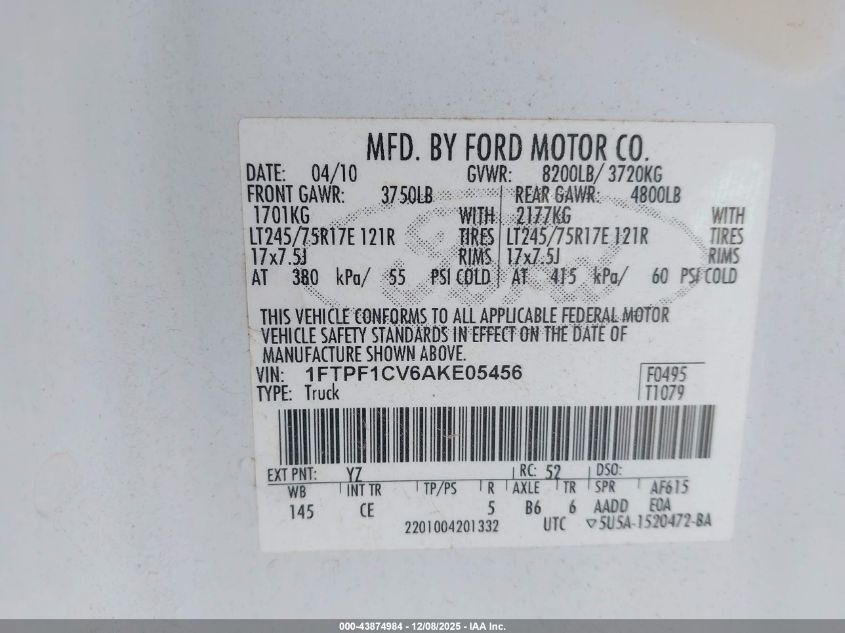 MFD. BY FORD MOTOR CO.
DATE: 04/10 GVWR: 8200LB/ 3720KG
FRONT GAWR: 3750LB REAR GAWR: 4800LB
1701KG WITH 2177KG WITH
LT245/75R17E 121R TIRES LT245/75R17E 121R TIRES
17x7.5J RIMS 17x7.5J RIMS
AT 380 kPa/ 55 PSI COLD AT 415 kPa/ 60 PSI COLD
THIS VEHICLE CONFORMS TO ALL APPLICABLE FEDERAL MOTOR
VEHICLE SAFETY STANDARDS IN EFFECT ON THE DATE OF
MANUFACTURE SHOWN ABOVE.
VIN: 1FTPF1CV6AKE05456 F0495
TYPE: Truck T1079
EXT PNT: YZ RC: 52 DSO:
WB INT TR TP/PS R AXLE TR SPR AF615
145 CE 5 B6 6 AADD E0A
2201004201332 UTC ▽5U5A-1520472-BA
000-43874984 - 12/08/2025 - IAA Inc.